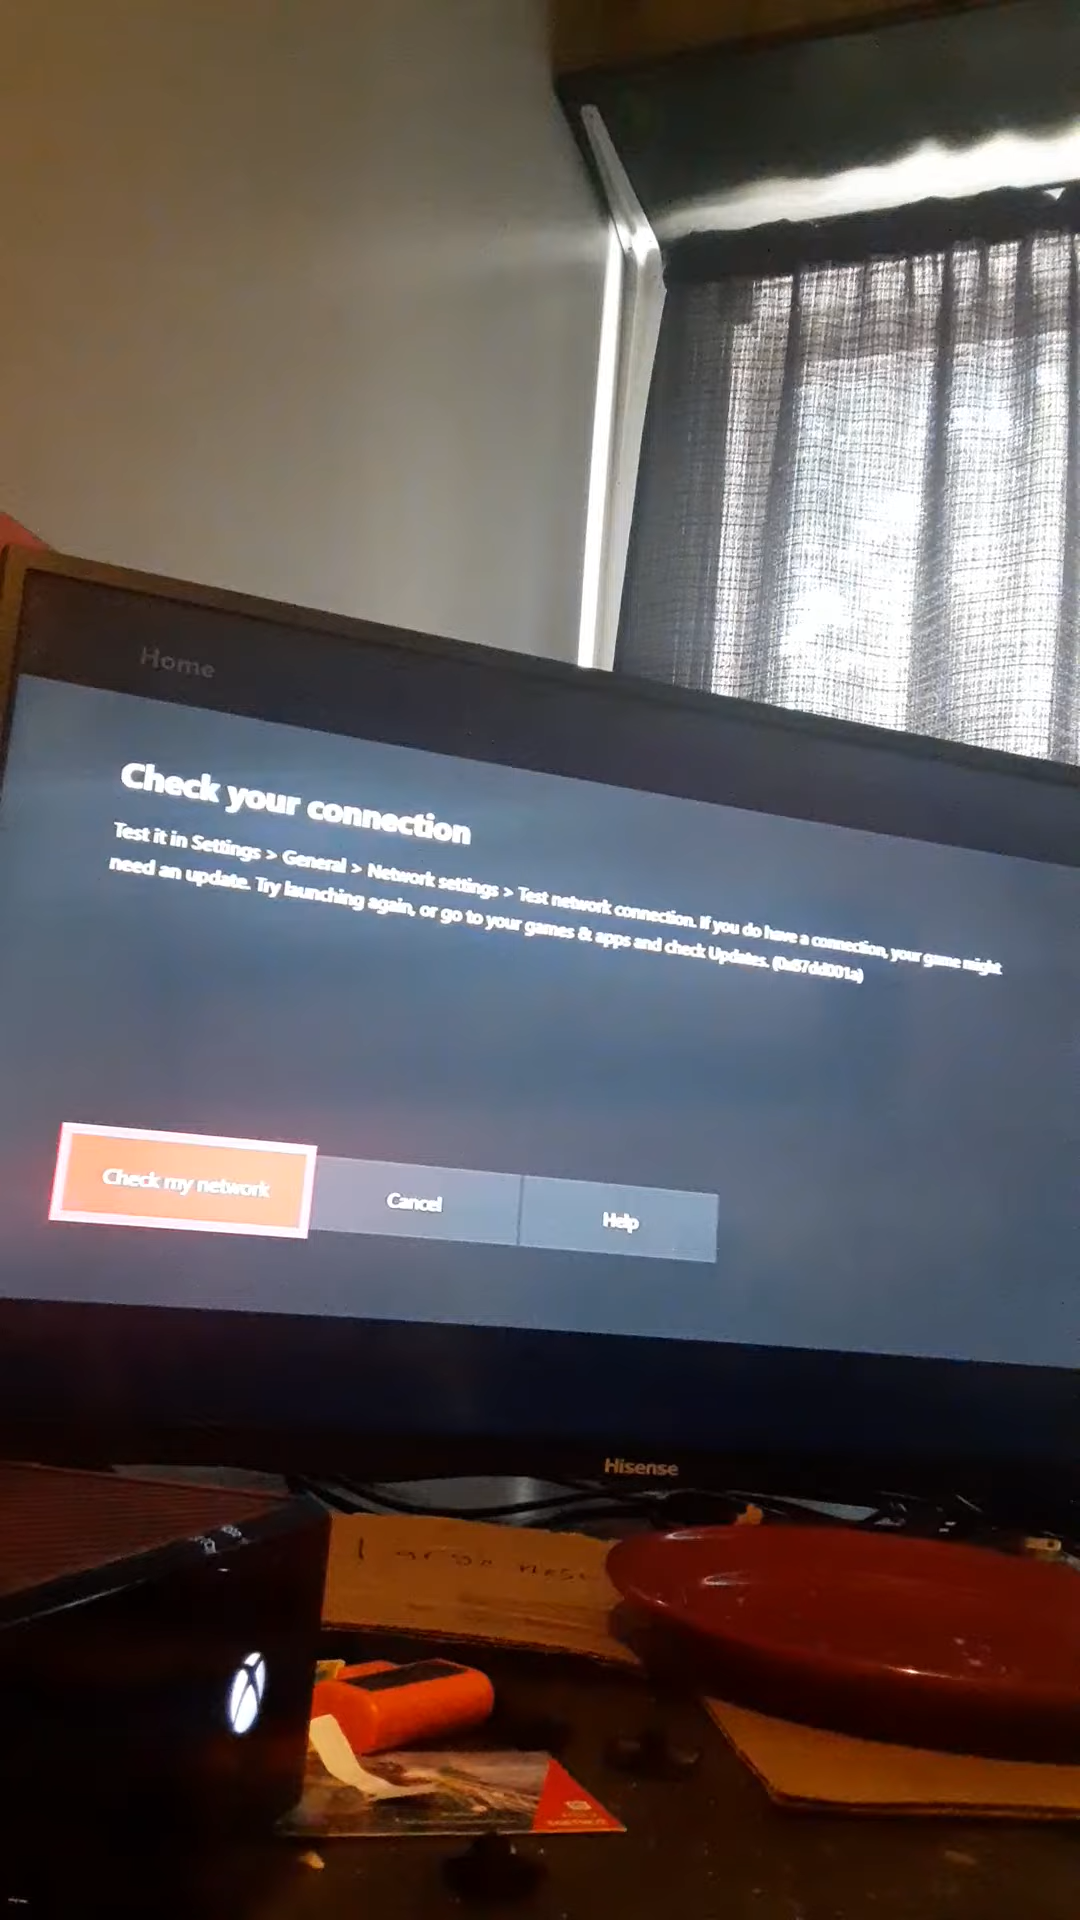 Home
Check your connection
Test it in Settings > General > Network settings > Test network connection. If you do have a connection, your game might
need an update. Try launching again, or go to your games & apps and check Updates. (0x87dd001a)
Check my network
Cancel
Help
Hisense